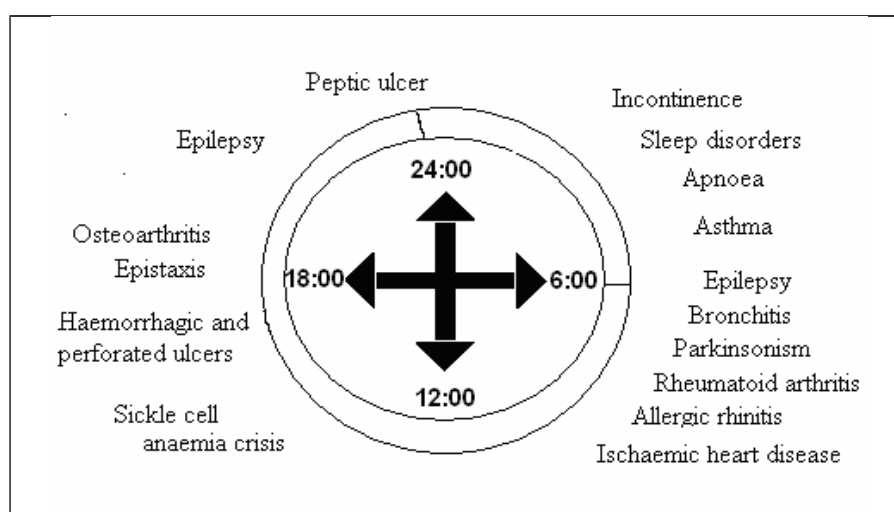 Peptic ulcer
Incontinence
Epilepsy
Sleep disorders
24:00
Apnoea
Asthma
Osteoarthritis
Epistaxis
18:00
6:00
Epilepsy
Bronchitis
Haemorrhagic and
perforated ulcers
Parkinsonism
Rheumatoid arthritis
12:00
Allergic rhinitis
Sickle cell
anaemia crisis
Ischaemic heart disease